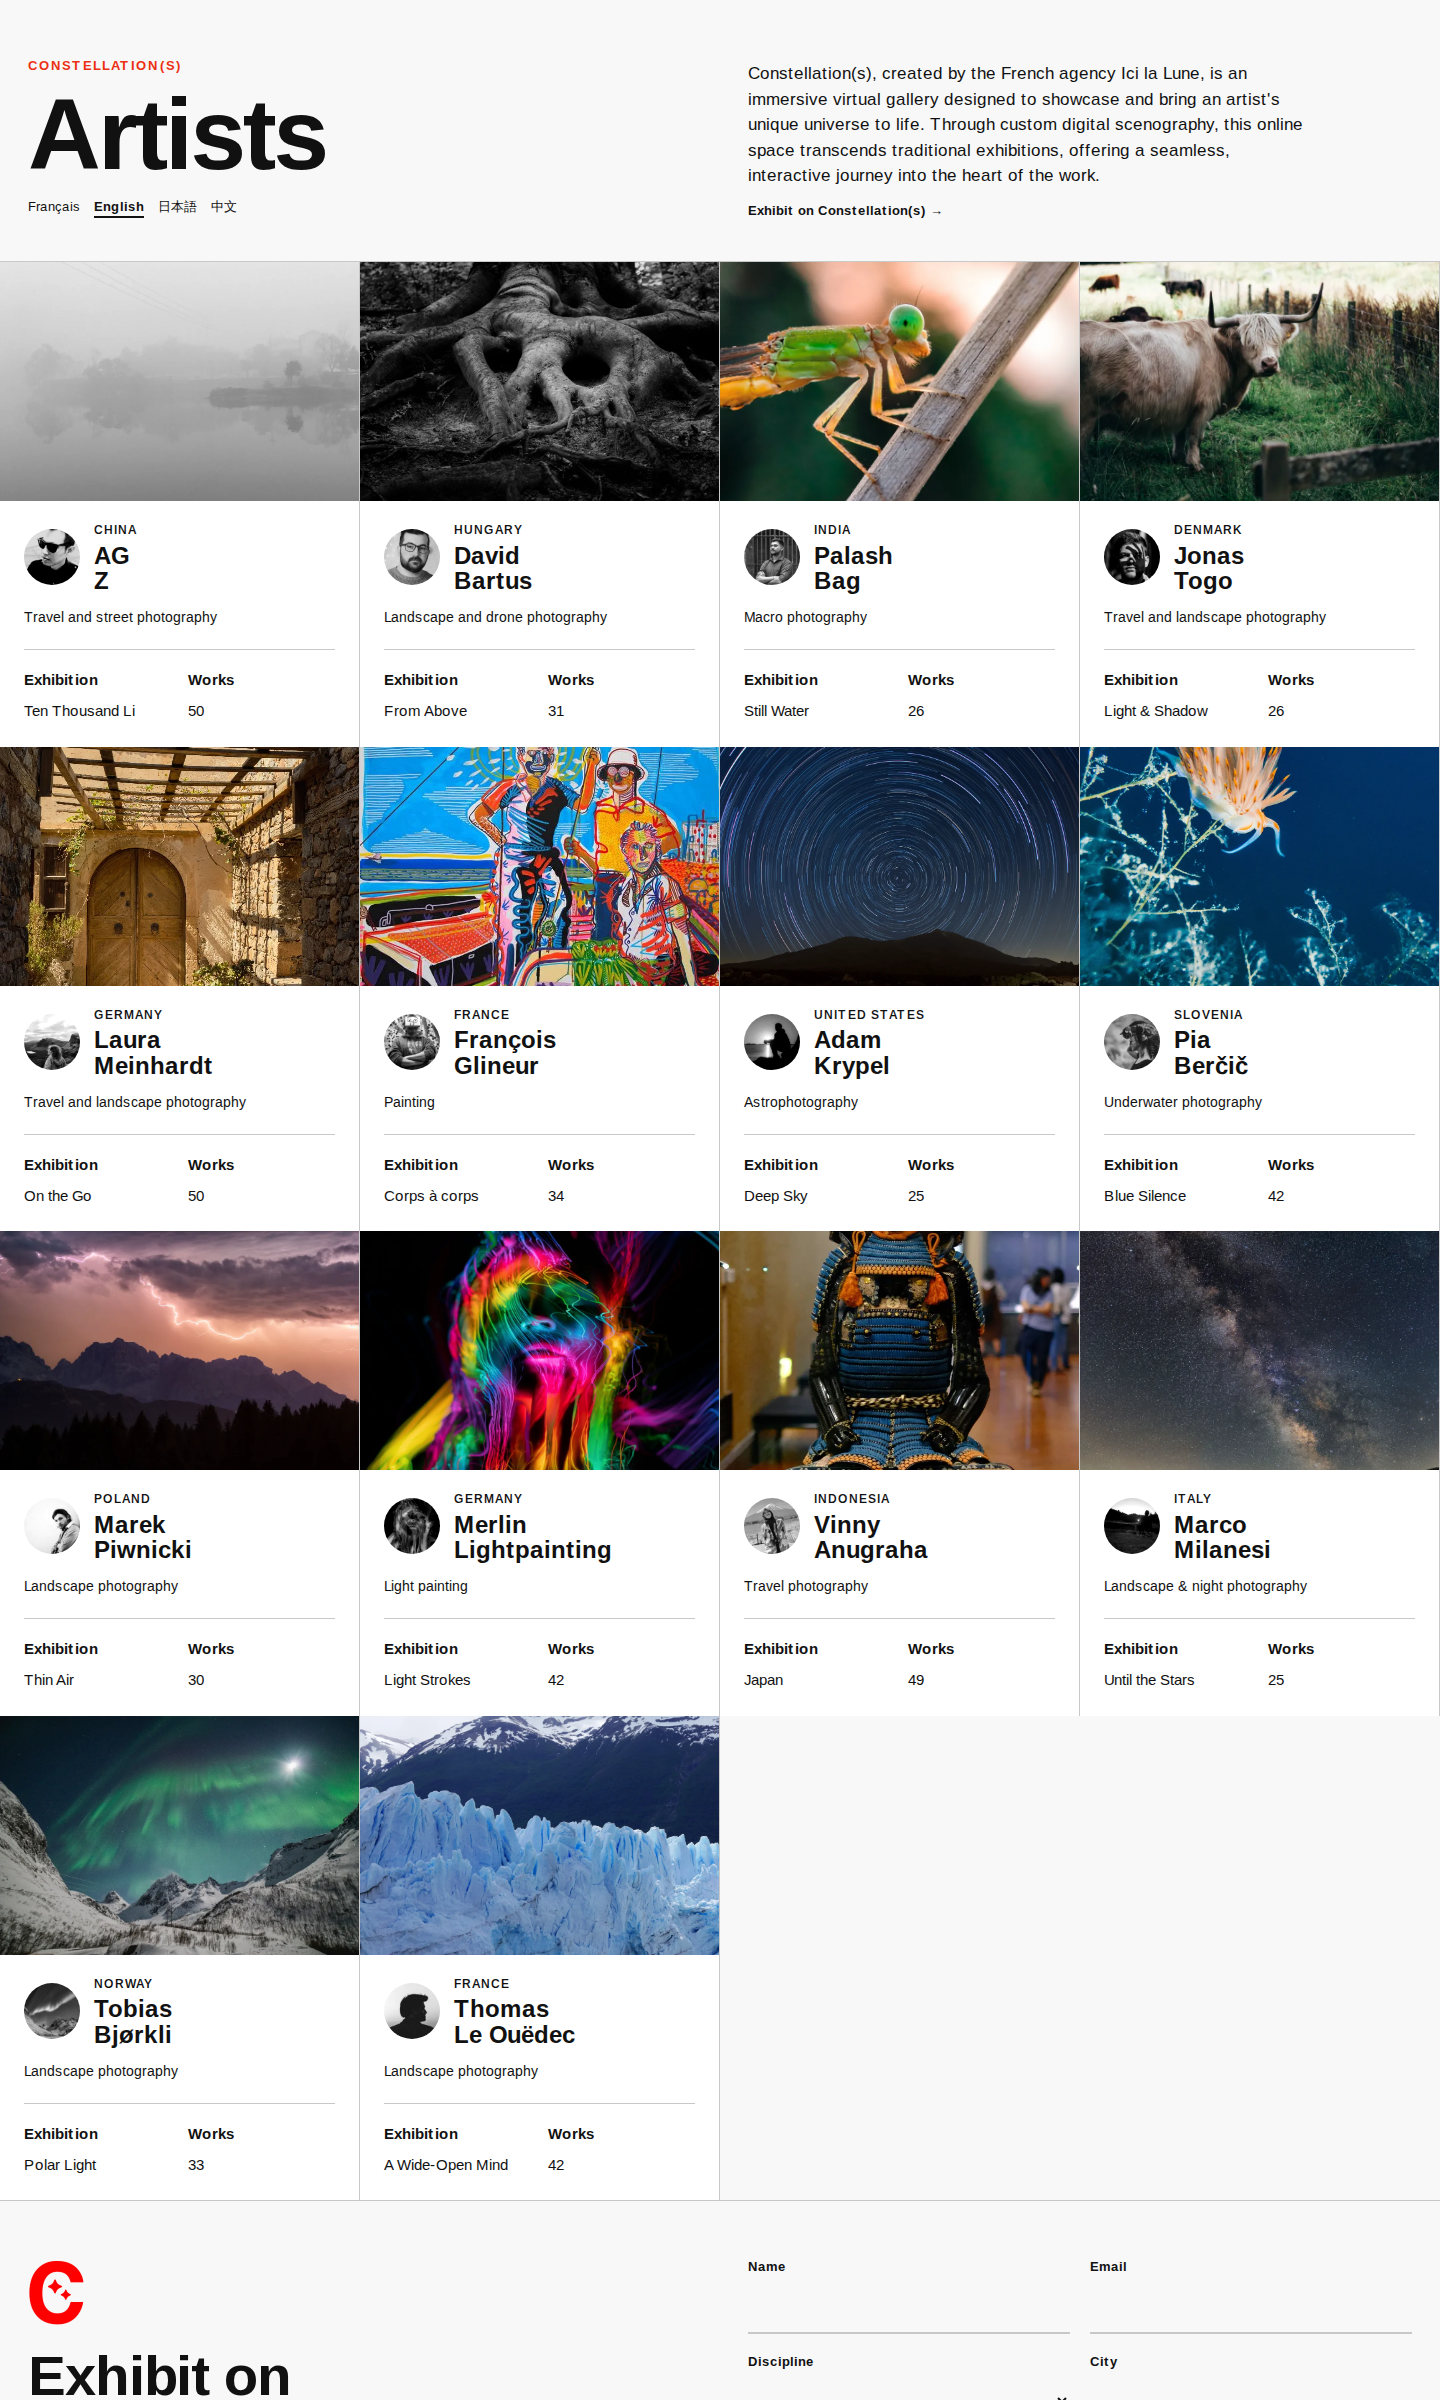 CONSTELLATION(S)
Artists
Français English 日本語 中文
Constellation(s), created by the French agency Ici la Lune, is an
immersive virtual gallery designed to showcase and bring an artist's
unique universe to life. Through custom digital scenography, this online
space transcends traditional exhibitions, offering a seamless,
interactive journey into the heart of the work.
Exhibit on Constellation(s) →
CHINA
AG
Z
Travel and street photography
Exhibition Works
Ten Thousand Li 50
HUNGARY
David
Bartus
Landscape and drone photography
Exhibition Works
From Above 31
INDIA
Palash
Bag
Macro photography
Exhibition Works
Still Water 26
DENMARK
Jonas
Togo
Travel and landscape photography
Exhibition Works
Light & Shadow 26
GERMANY
Laura
Meinhardt
Travel and landscape photography
Exhibition Works
On the Go 50
FRANCE
François
Glineur
Painting
Exhibition Works
Corps à corps 34
UNITED STATES
Adam
Krypel
Astrophotography
Exhibition Works
Deep Sky 25
SLOVENIA
Pia
Berčič
Underwater photography
Exhibition Works
Blue Silence 42
POLAND
Marek
Piwnicki
Landscape photography
Exhibition Works
Thin Air 30
GERMANY
Merlin
Lightpainting
Light painting
Exhibition Works
Light Strokes 42
INDONESIA
Vinny
Anugraha
Travel photography
Exhibition Works
Japan 49
ITALY
Marco
Milanesi
Landscape & night photography
Exhibition Works
Until the Stars 25
NORWAY
Tobias
Bjørkli
Landscape photography
Exhibition Works
Polar Light 33
FRANCE
Thomas
Le Ouëdec
Landscape photography
Exhibition Works
A Wide-Open Mind 42
C
Exhibit on
Name Email
Discipline City